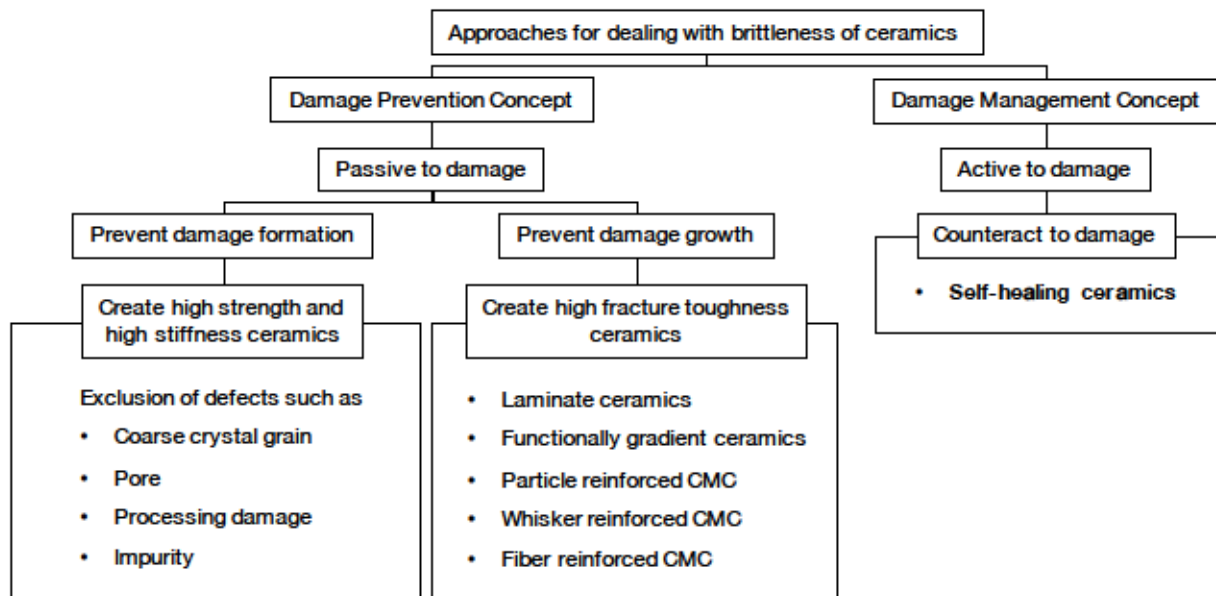 Approaches for dealing with brittleness of ceramics
Damage Prevention Concept
Damage Management Concept
Passive to damage
Active to damage
Prevent damage formation
Prevent damage growth
Counteract to damage
• Self-healing ceramics
Create high strength and
high stiffness ceramics
Create high fracture toughness
ceramics
Exclusion of defects such as
• Coarse crystal grain
• Pore
• Processing damage
• Impurity
• Laminate ceramics
• Functionally gradient ceramics
• Particle reinforced CMC
• Whisker reinforced CMC
• Fiber reinforced CMC